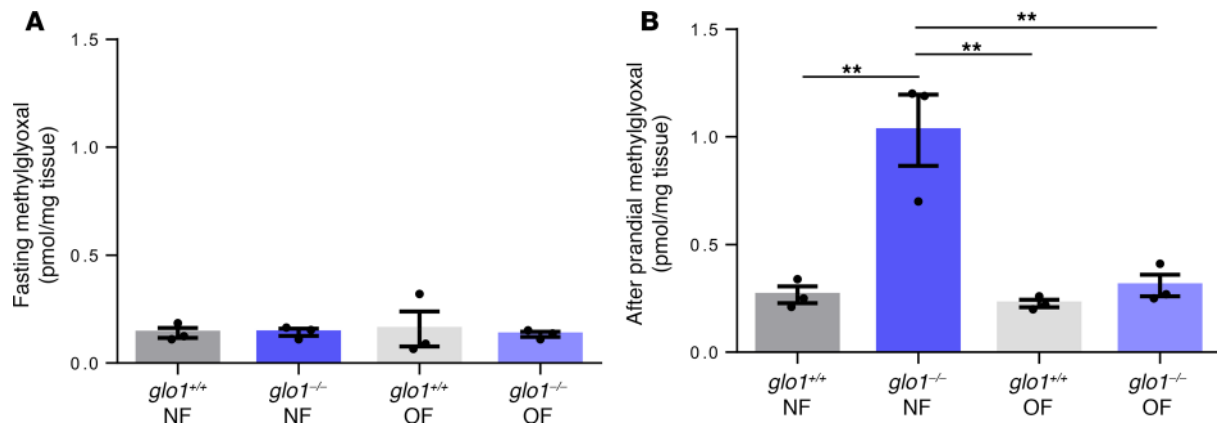 A
Fasting methylglyoxal
(pmol/mg tissue)
1.5
1.0
0.5
0.0
glo1+/+ glo1–/– glo1+/+ glo1–/–
NF NF OF OF
B
After prandial methylglyoxal
(pmol/mg tissue)
1.5
1.0
0.5
0.0
**
**
**
glo1+/+ glo1–/– glo1+/+ glo1–/–
NF NF OF OF